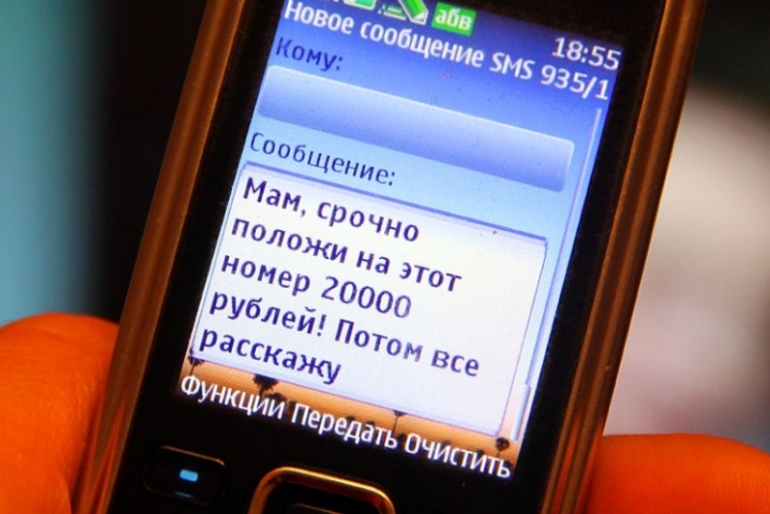 абв
18:55
Новое сообщение SMS 935/1
Кому:
Сообщение:
Мам, срочно
положи на этот
номер 20000
рублей! Потом все
расскажу
Функции Передать Очистить